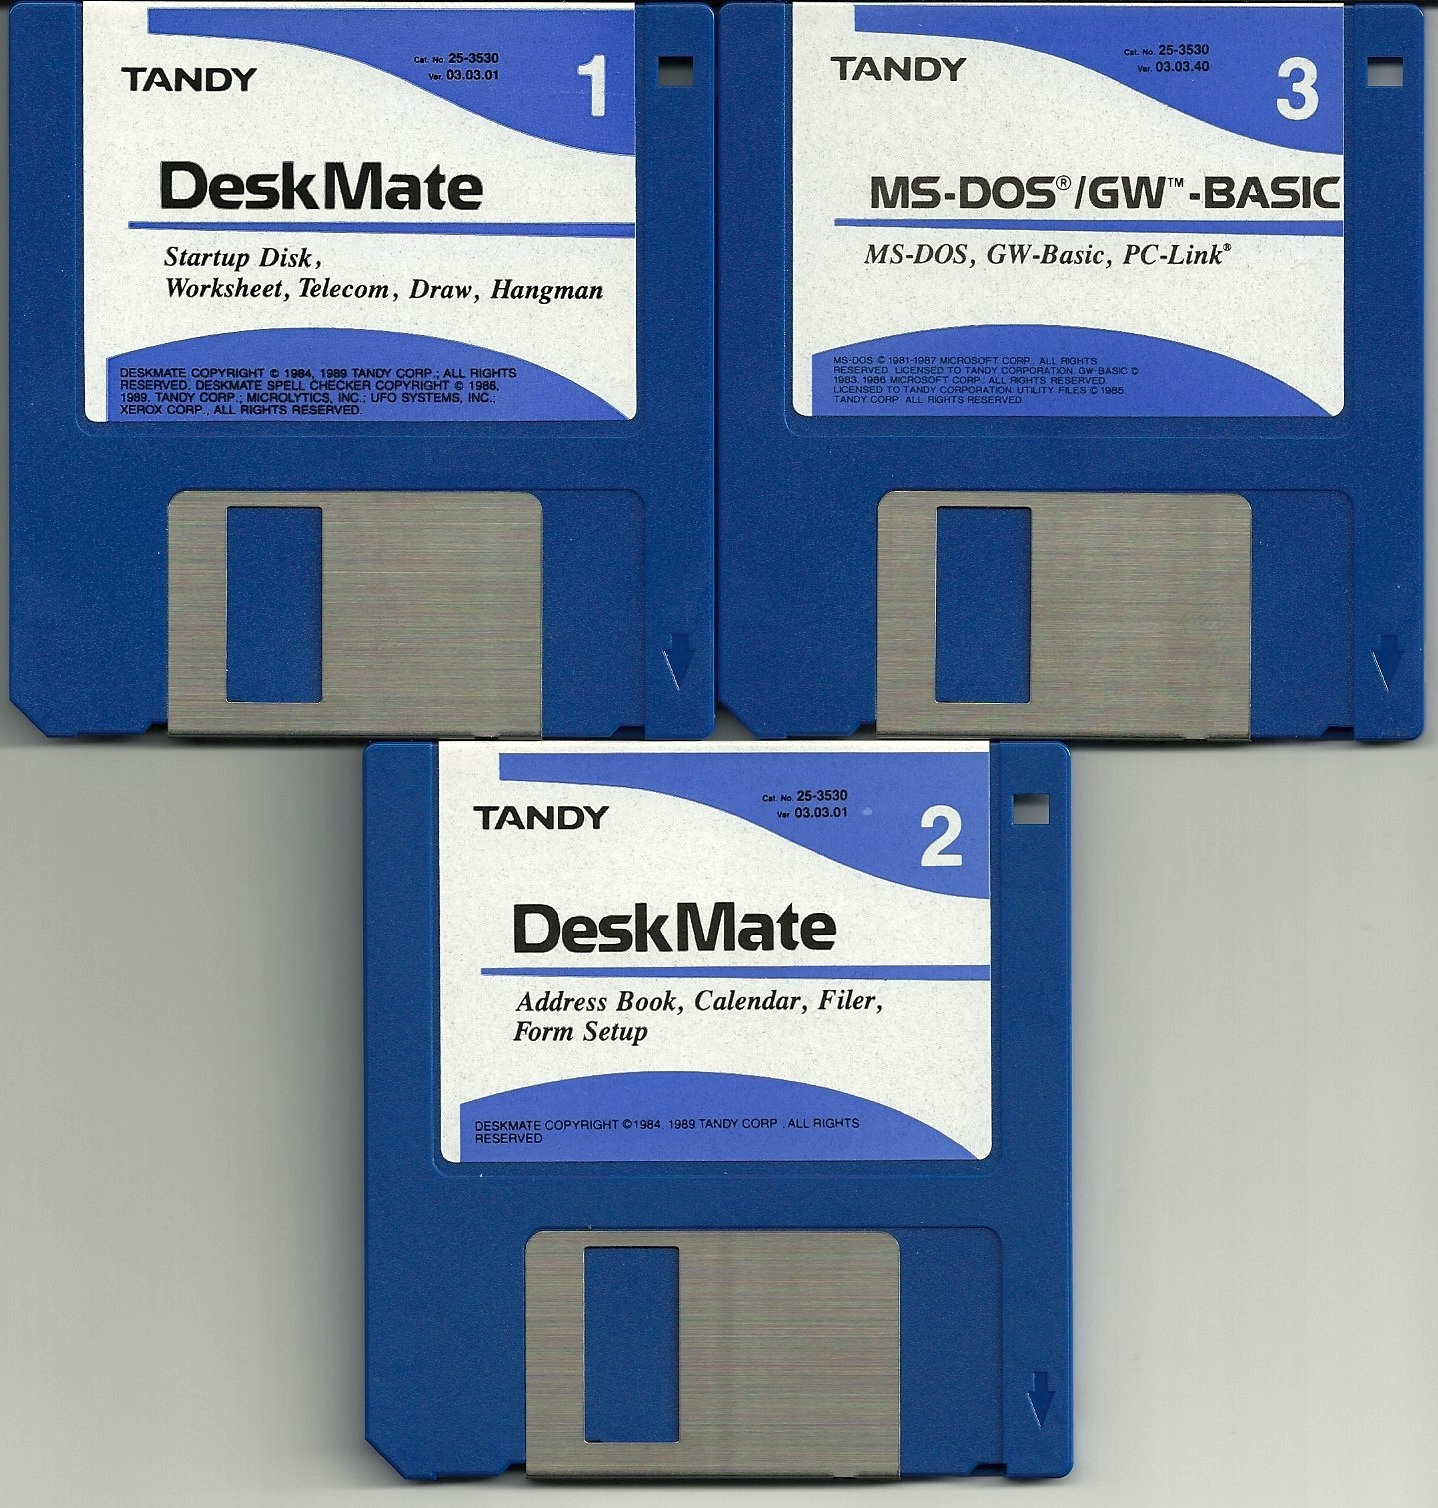 TANDY
Cat. No. 25-3530
Ver. 03.03.01
1
DeskMate
Startup Disk,
Worksheet, Telecom, Draw, Hangman
DESKMATE COPYRIGHT © 1984, 1989 TANDY CORP.; ALL RIGHTS
RESERVED. DESKMATE SPELL CHECKER COPYRIGHT © 1986,
1989. TANDY CORP.; MICROLYTICS, INC.; UFO SYSTEMS, INC.;
XEROX CORP., ALL RIGHTS RESERVED.
TANDY
Cat. No. 25-3530
Ver. 03.03.40
3
MS-DOS®/GW™-BASIC
MS-DOS, GW-Basic, PC-Link®
MS-DOS © 1981-1987 MICROSOFT CORP. ALL RIGHTS
RESERVED. LICENSED TO TANDY CORPORATION. GW-BASIC ©
1983, 1986 MICROSOFT CORP. ALL RIGHTS RESERVED.
LICENSED TO TANDY CORPORATION. UTILITY FILES © 1985.
TANDY CORP. ALL RIGHTS RESERVED
TANDY
Cat. No. 25-3530
Ver 03.03.01
2
DeskMate
Address Book, Calendar, Filer,
Form Setup
DESKMATE COPYRIGHT ©1984, 1989 TANDY CORP. ALL RIGHTS
RESERVED